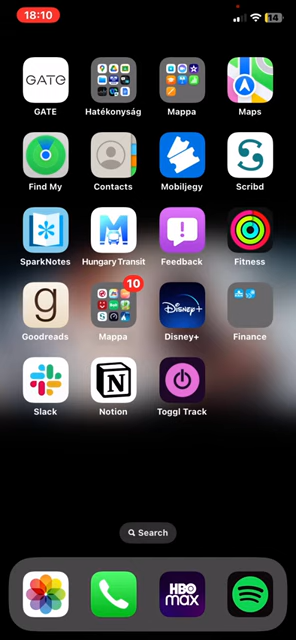 18:10
14
GATE
GATE
Hatékonyság
Mappa
Maps
Find My
Contacts
Mobiljegy
Scribd
SparkNotes
Hungary Transit
Feedback
Fitness
10
Disney+
Goodreads
Mappa
Disney+
Finance
Slack
Notion
Toggl Track
Search
HBO
max